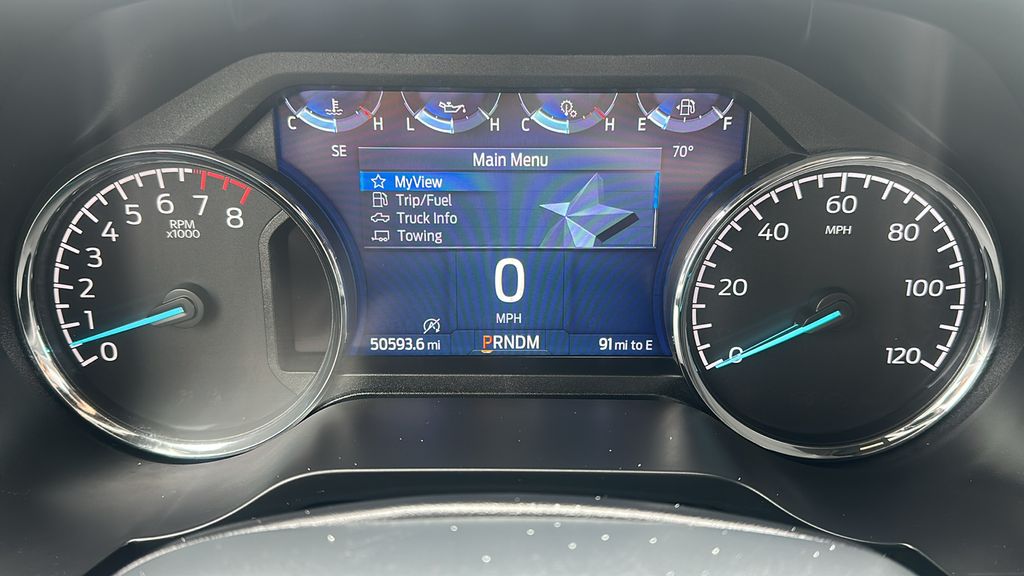 C H L H C H E F
SE
70°
Main Menu
MyView
Trip/Fuel
Truck Info
Towing
0
MPH
50593.6 mi
PRNDM
91 mi to E
0 1 2 3 4 5 6 7 8
RPM
x1000
0 20 40 60 80 100 120
MPH